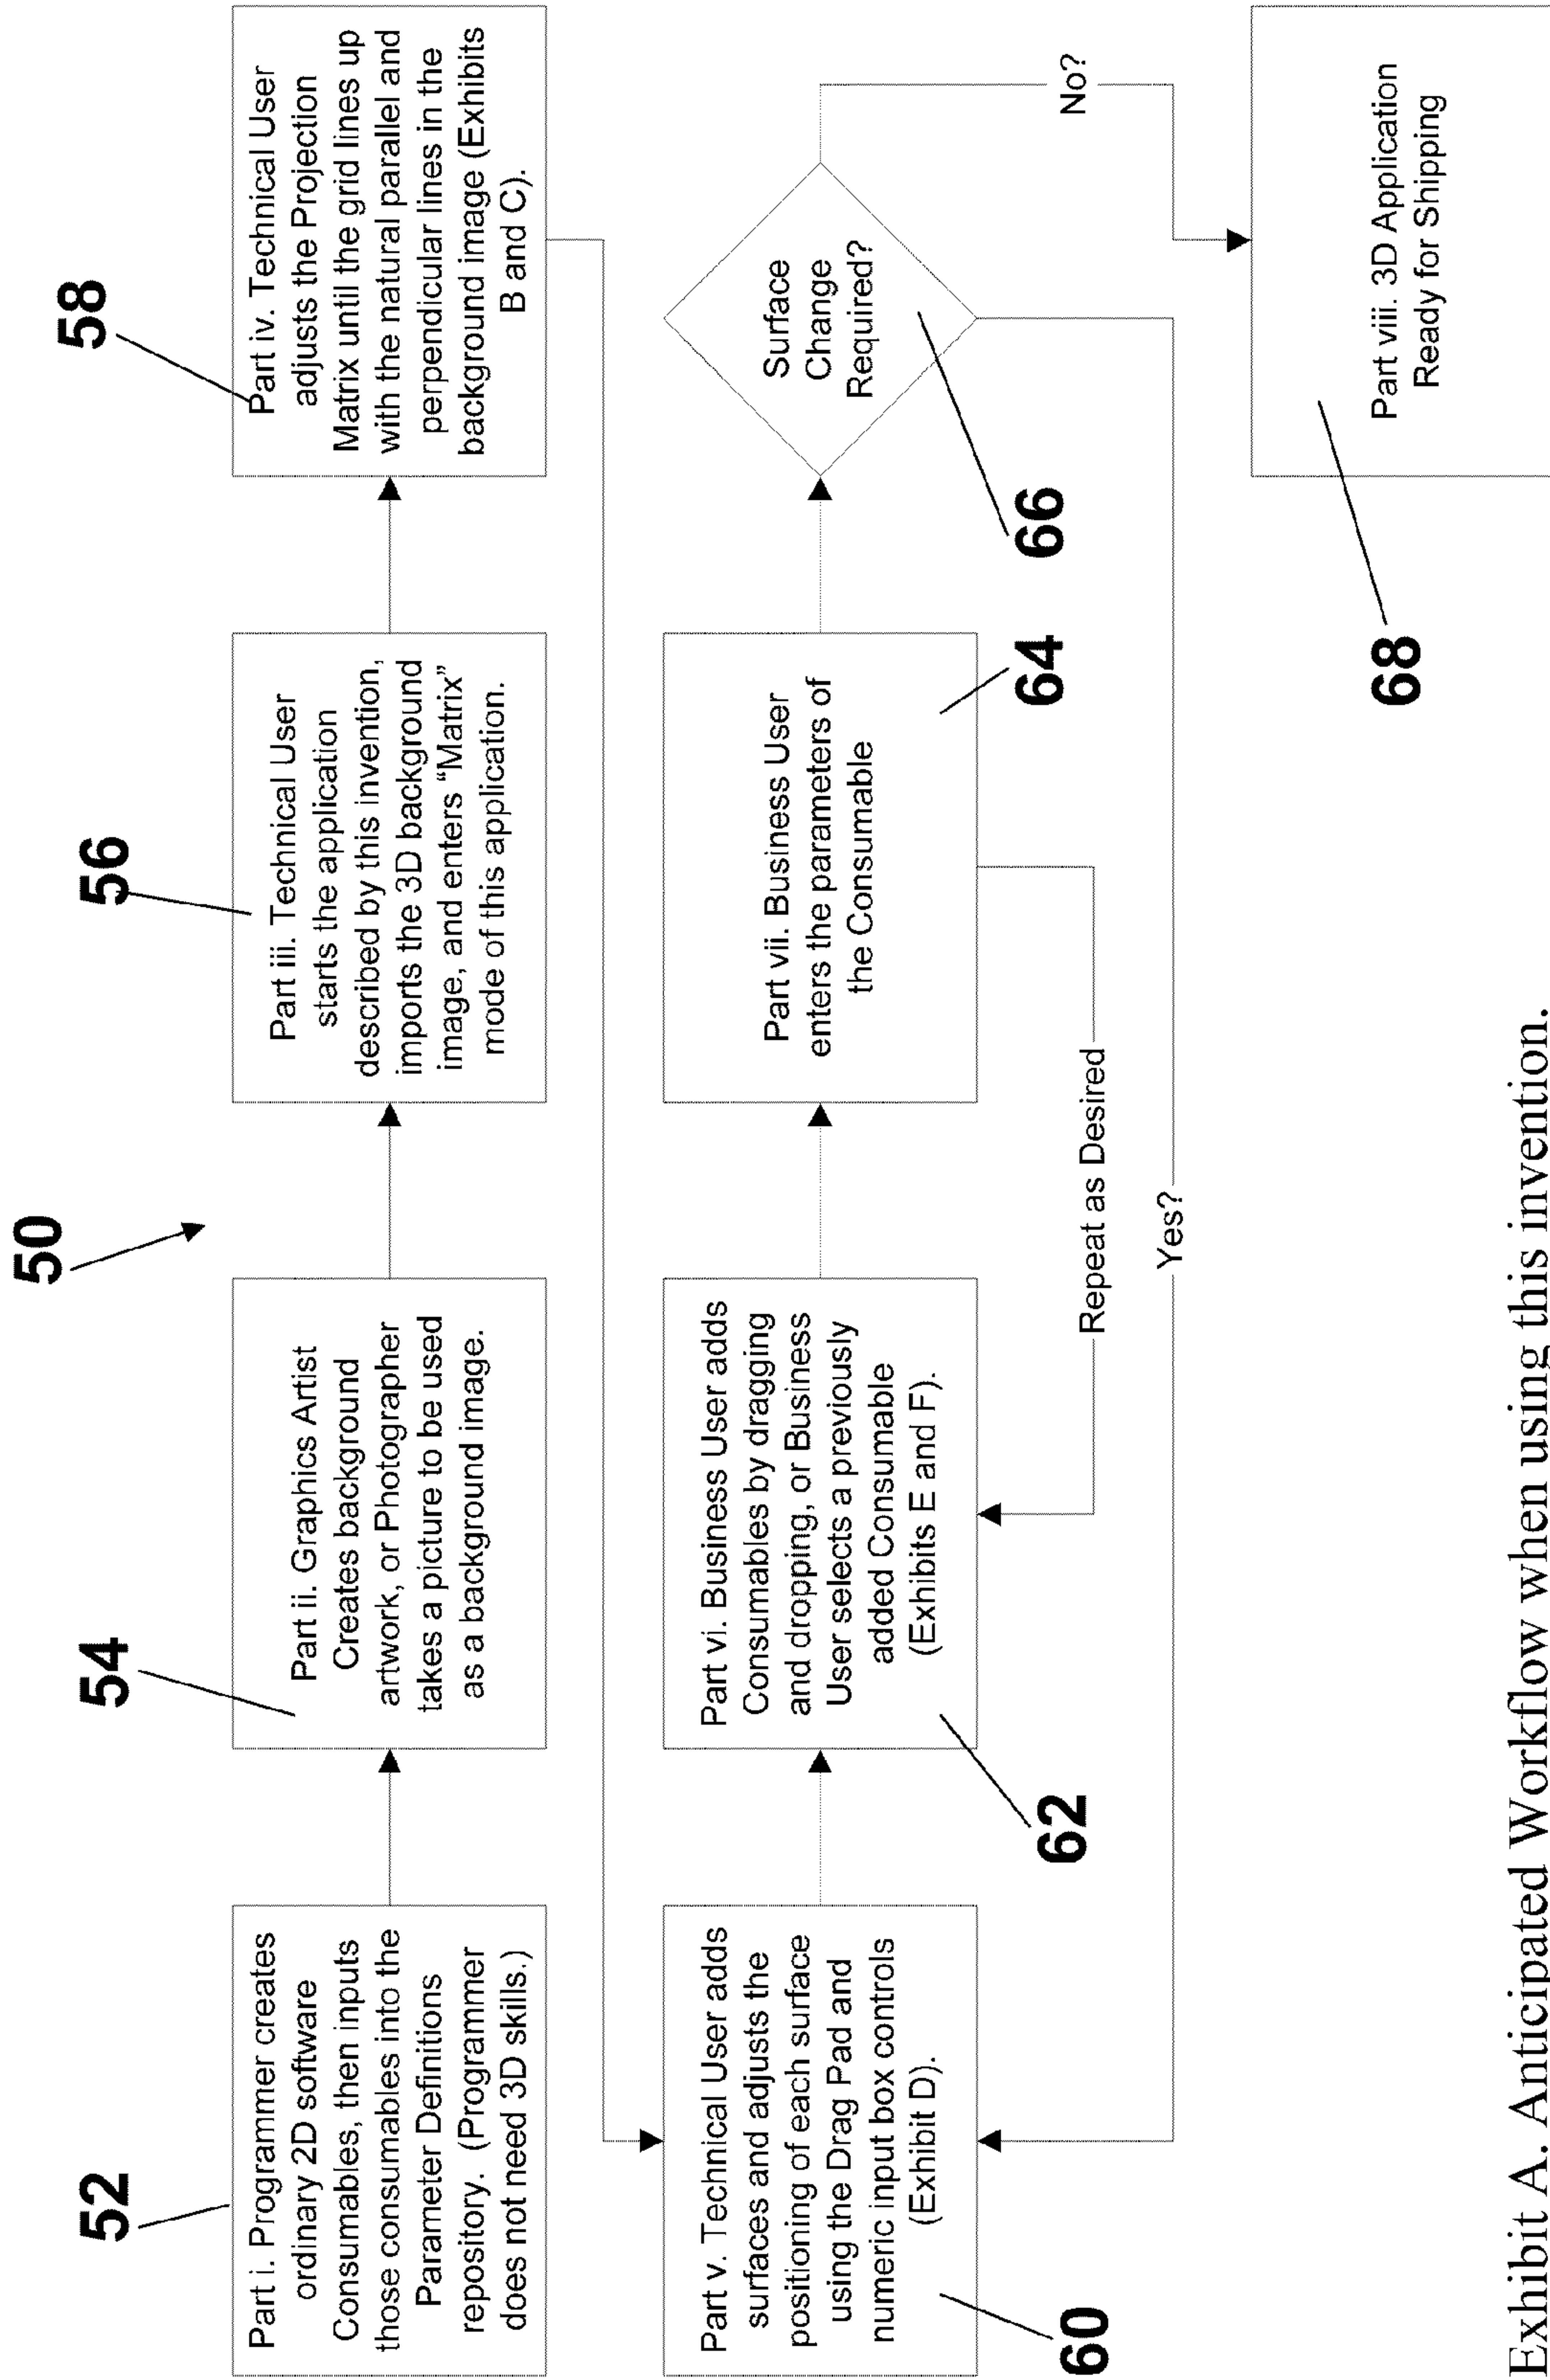 50
52
Part i. Programmer creates
ordinary 2D software
Consumables, then inputs
those consumables into the
Parameter Definitions
repository. (Programmer
does not need 3D skills.)
54
Part ii. Graphics Artist
Creates background
artwork, or Photographer
takes a picture to be used
as a background image.
56
Part iii. Technical User
starts the application
described by this invention,
imports the 3D background
image, and enters “Matrix”
mode of this application.
58
Part iv. Technical User
adjusts the Projection
Matrix until the grid lines up
with the natural parallel and
perpendicular lines in the
background image (Exhibits
B and C).
Part v. Technical User adds
surfaces and adjusts the
positioning of each surface
using the Drag Pad and
numeric input box controls
(Exhibit D).
60
Part vi. Business User adds
Consumables by dragging
and dropping, or Business
User selects a previously
added Consumable
(Exhibits E and F).
62
Part vii. Business User
enters the parameters of
the Consumable
64
Surface
Change
Required?
66
Repeat as Desired
Yes?
No?
Part viii. 3D Application
Ready for Shipping
68
Exhibit A. Anticipated Workflow when using this invention.